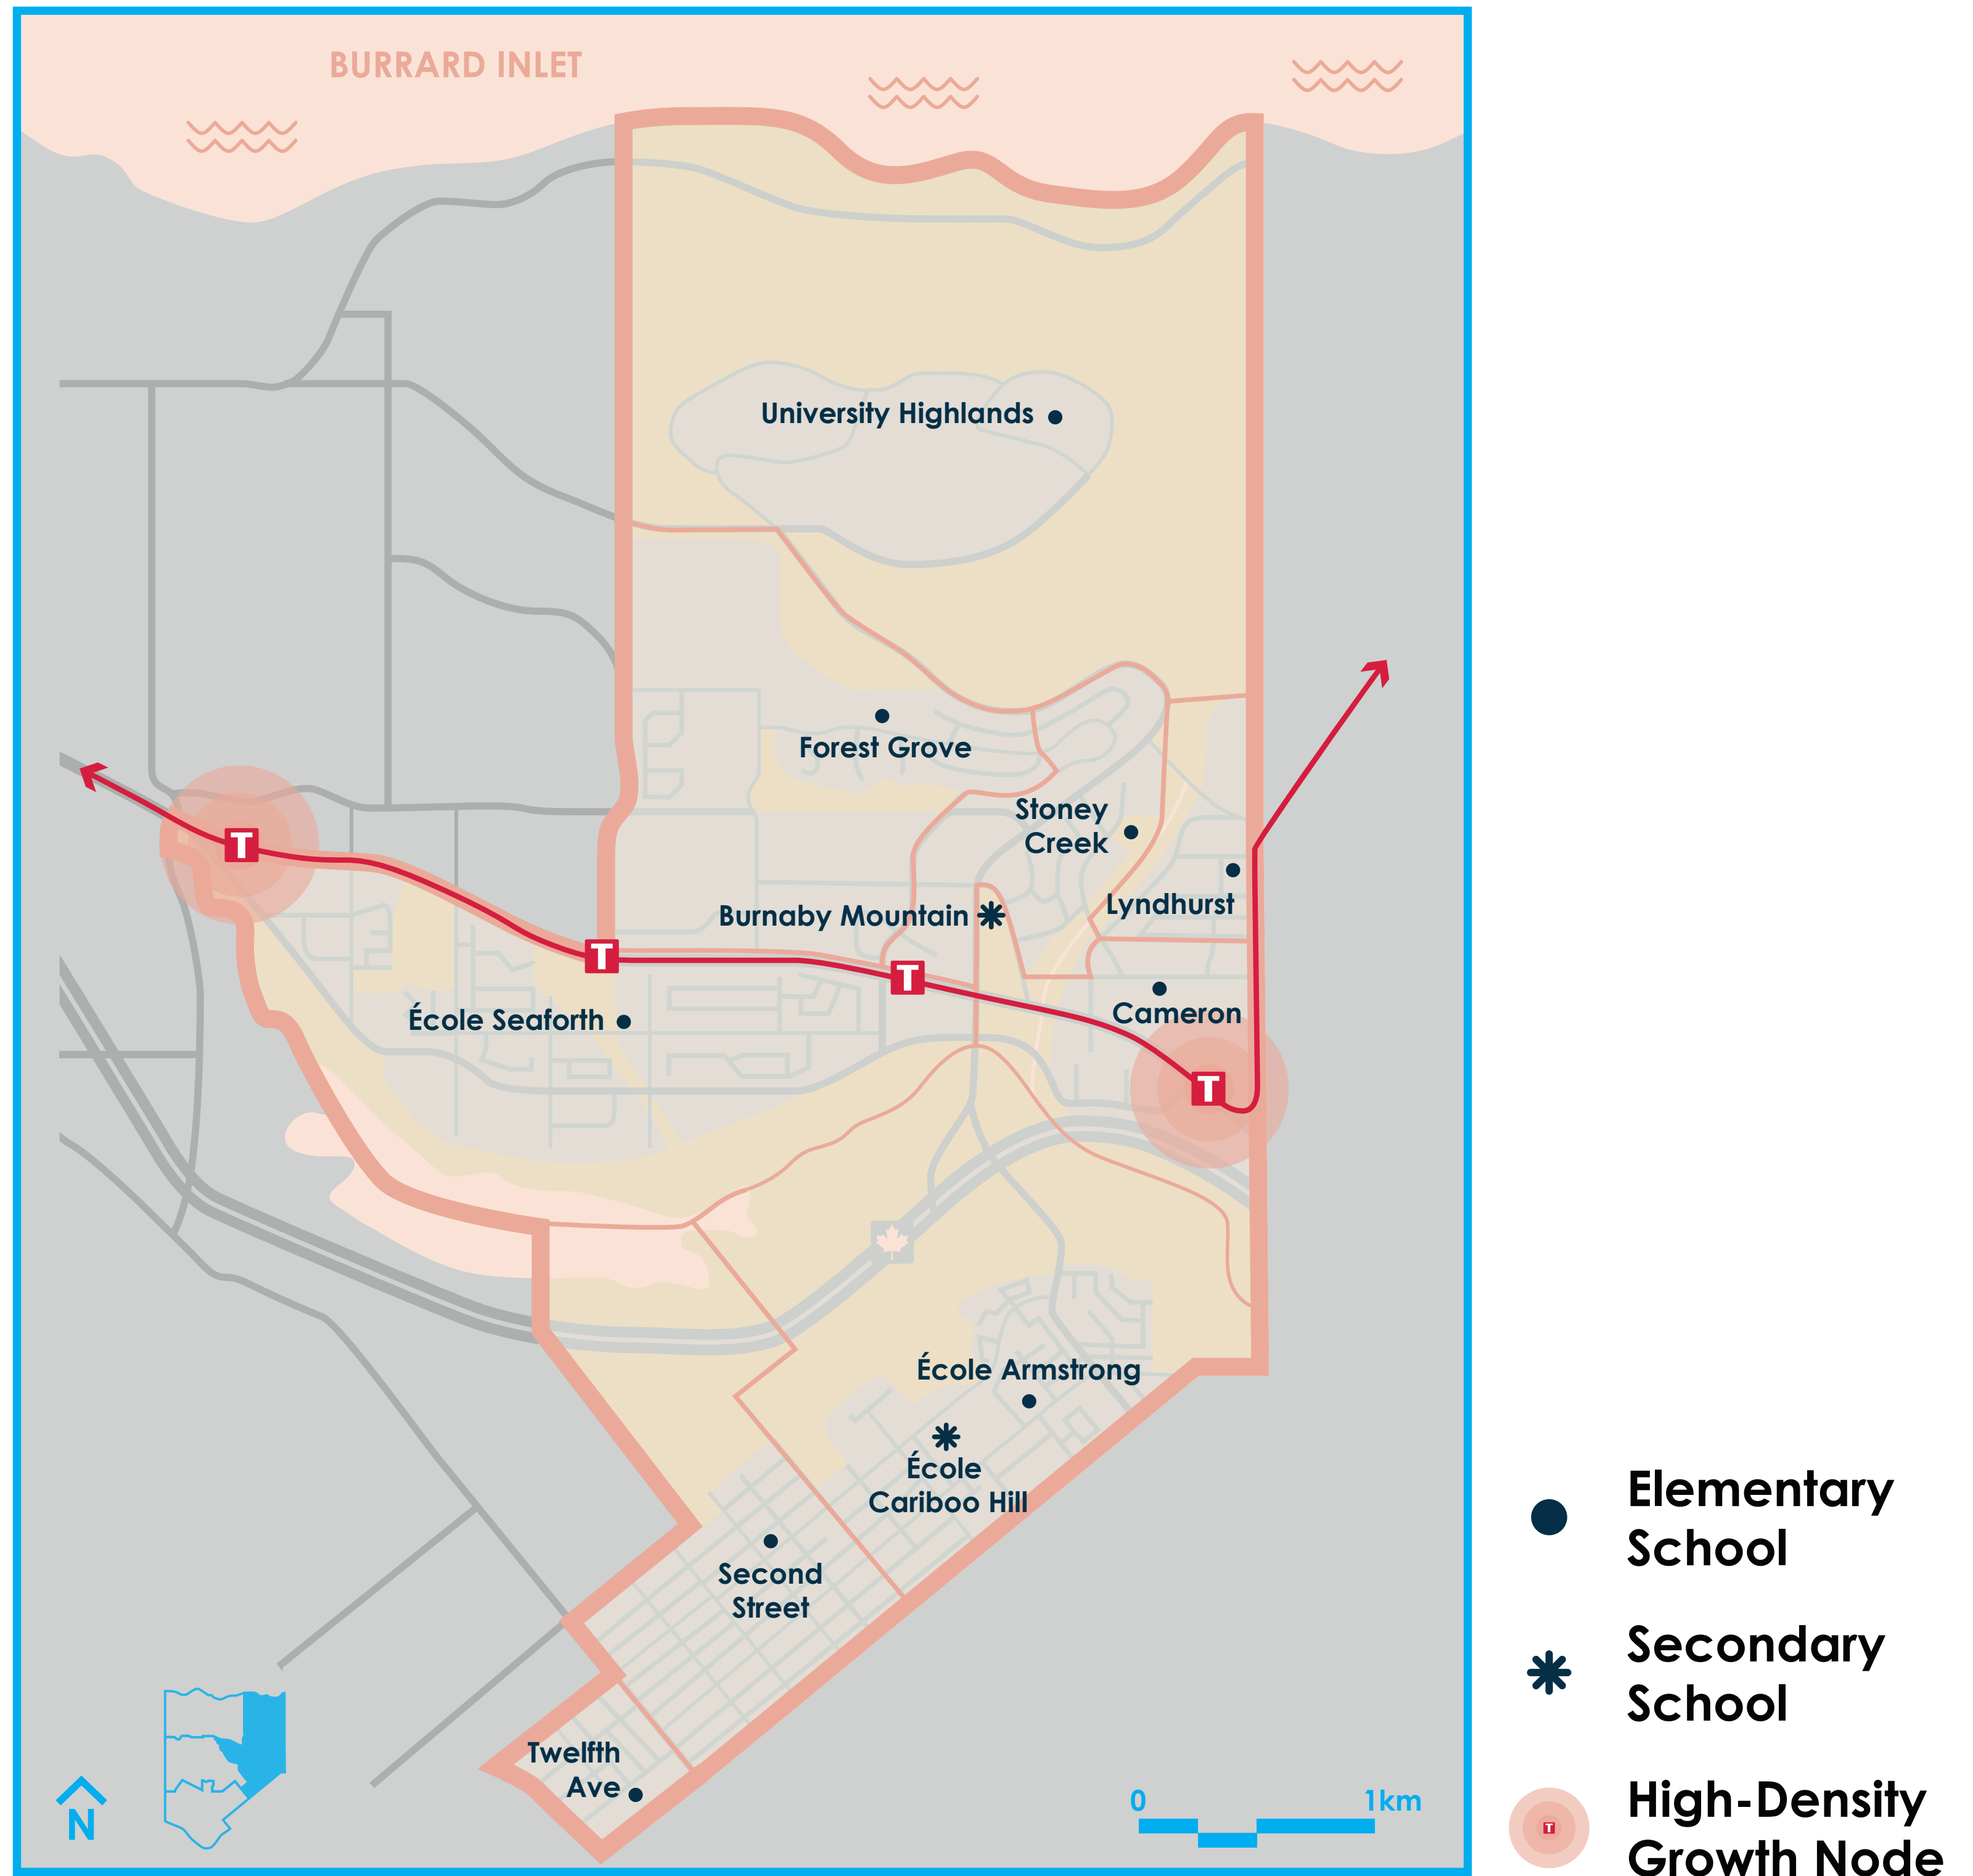 BURRARD INLET
University Highlands
Forest Grove
Stoney
Creek
Lyndhurst
Burnaby Mountain
T
T
T
Cameron
École Seaforth
T
École Armstrong
École
Cariboo Hill
Second
Street
Twelfth
Ave
N
0
1km
Elementary
School
Secondary
School
T
High-Density
Growth Node